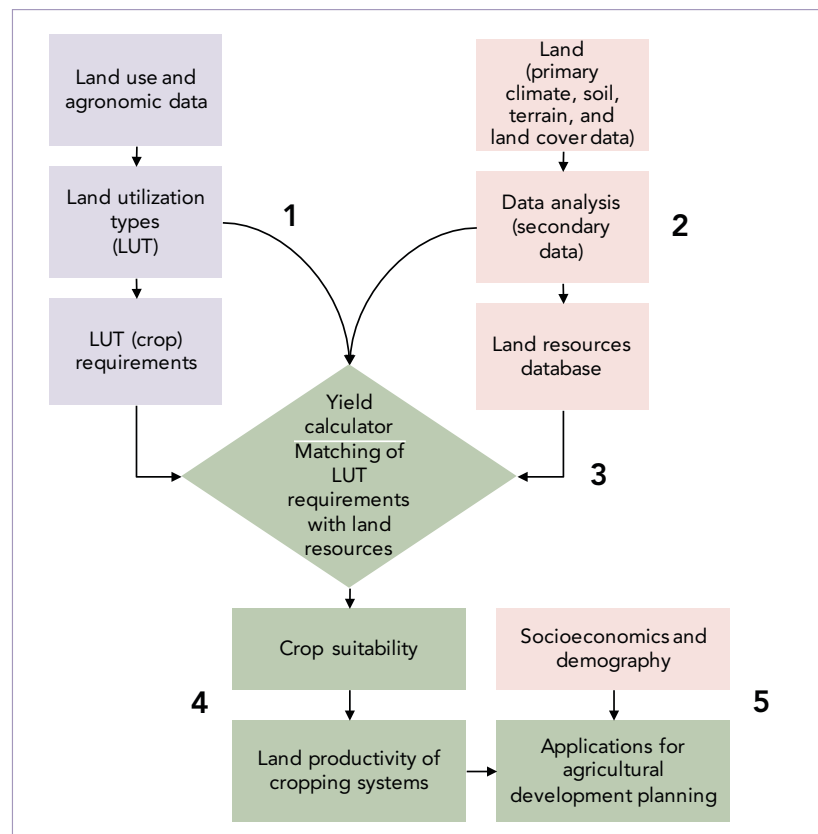 Land use and
agronomic data
Land utilization
types
(LUT)
LUT (crop)
requirements
1
Land
(primary
climate, soil,
terrain, and
land cover data)
Data analysis
(secondary
data)
2
Land resources
database
Yield
calculator
Matching of
LUT
requirements
with land
resources
3
Crop suitability
4
Land productivity of
cropping systems
Socioeconomics and
demography
5
Applications for
agricultural
development planning